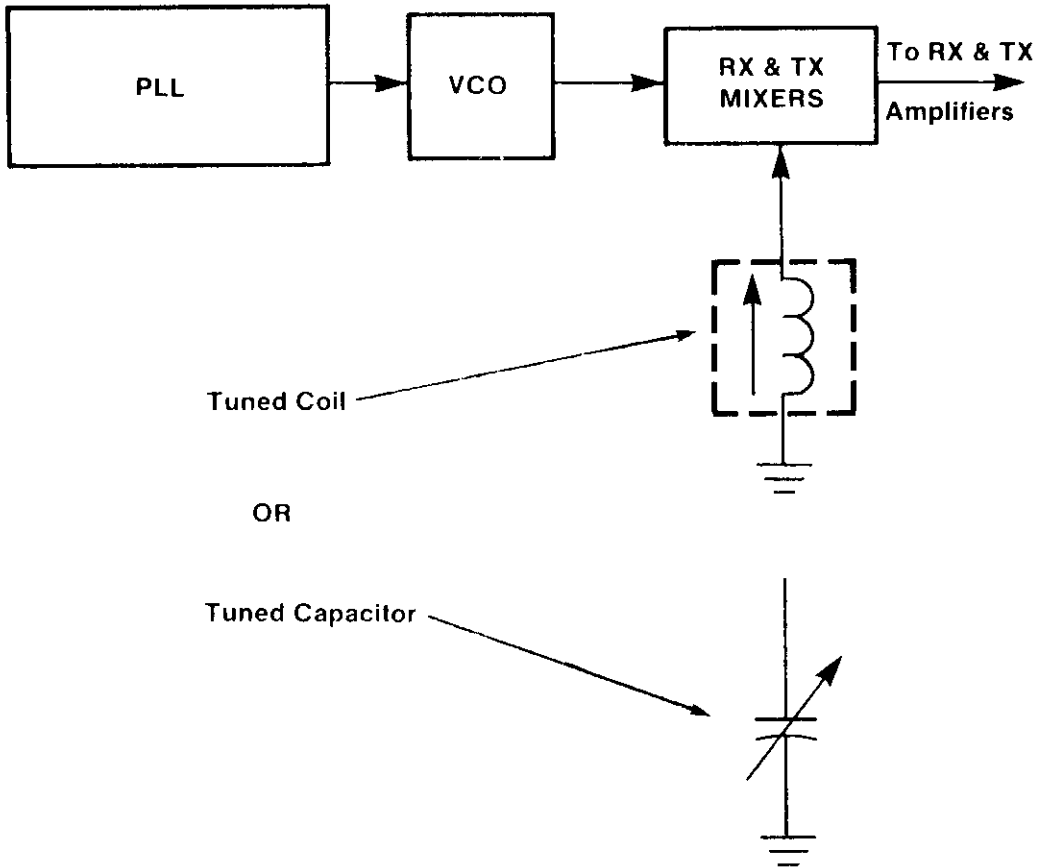 PLL
VCO
RX & TX
MIXERS
To RX & TX
Amplifiers
Tuned Coil
OR
Tuned Capacitor